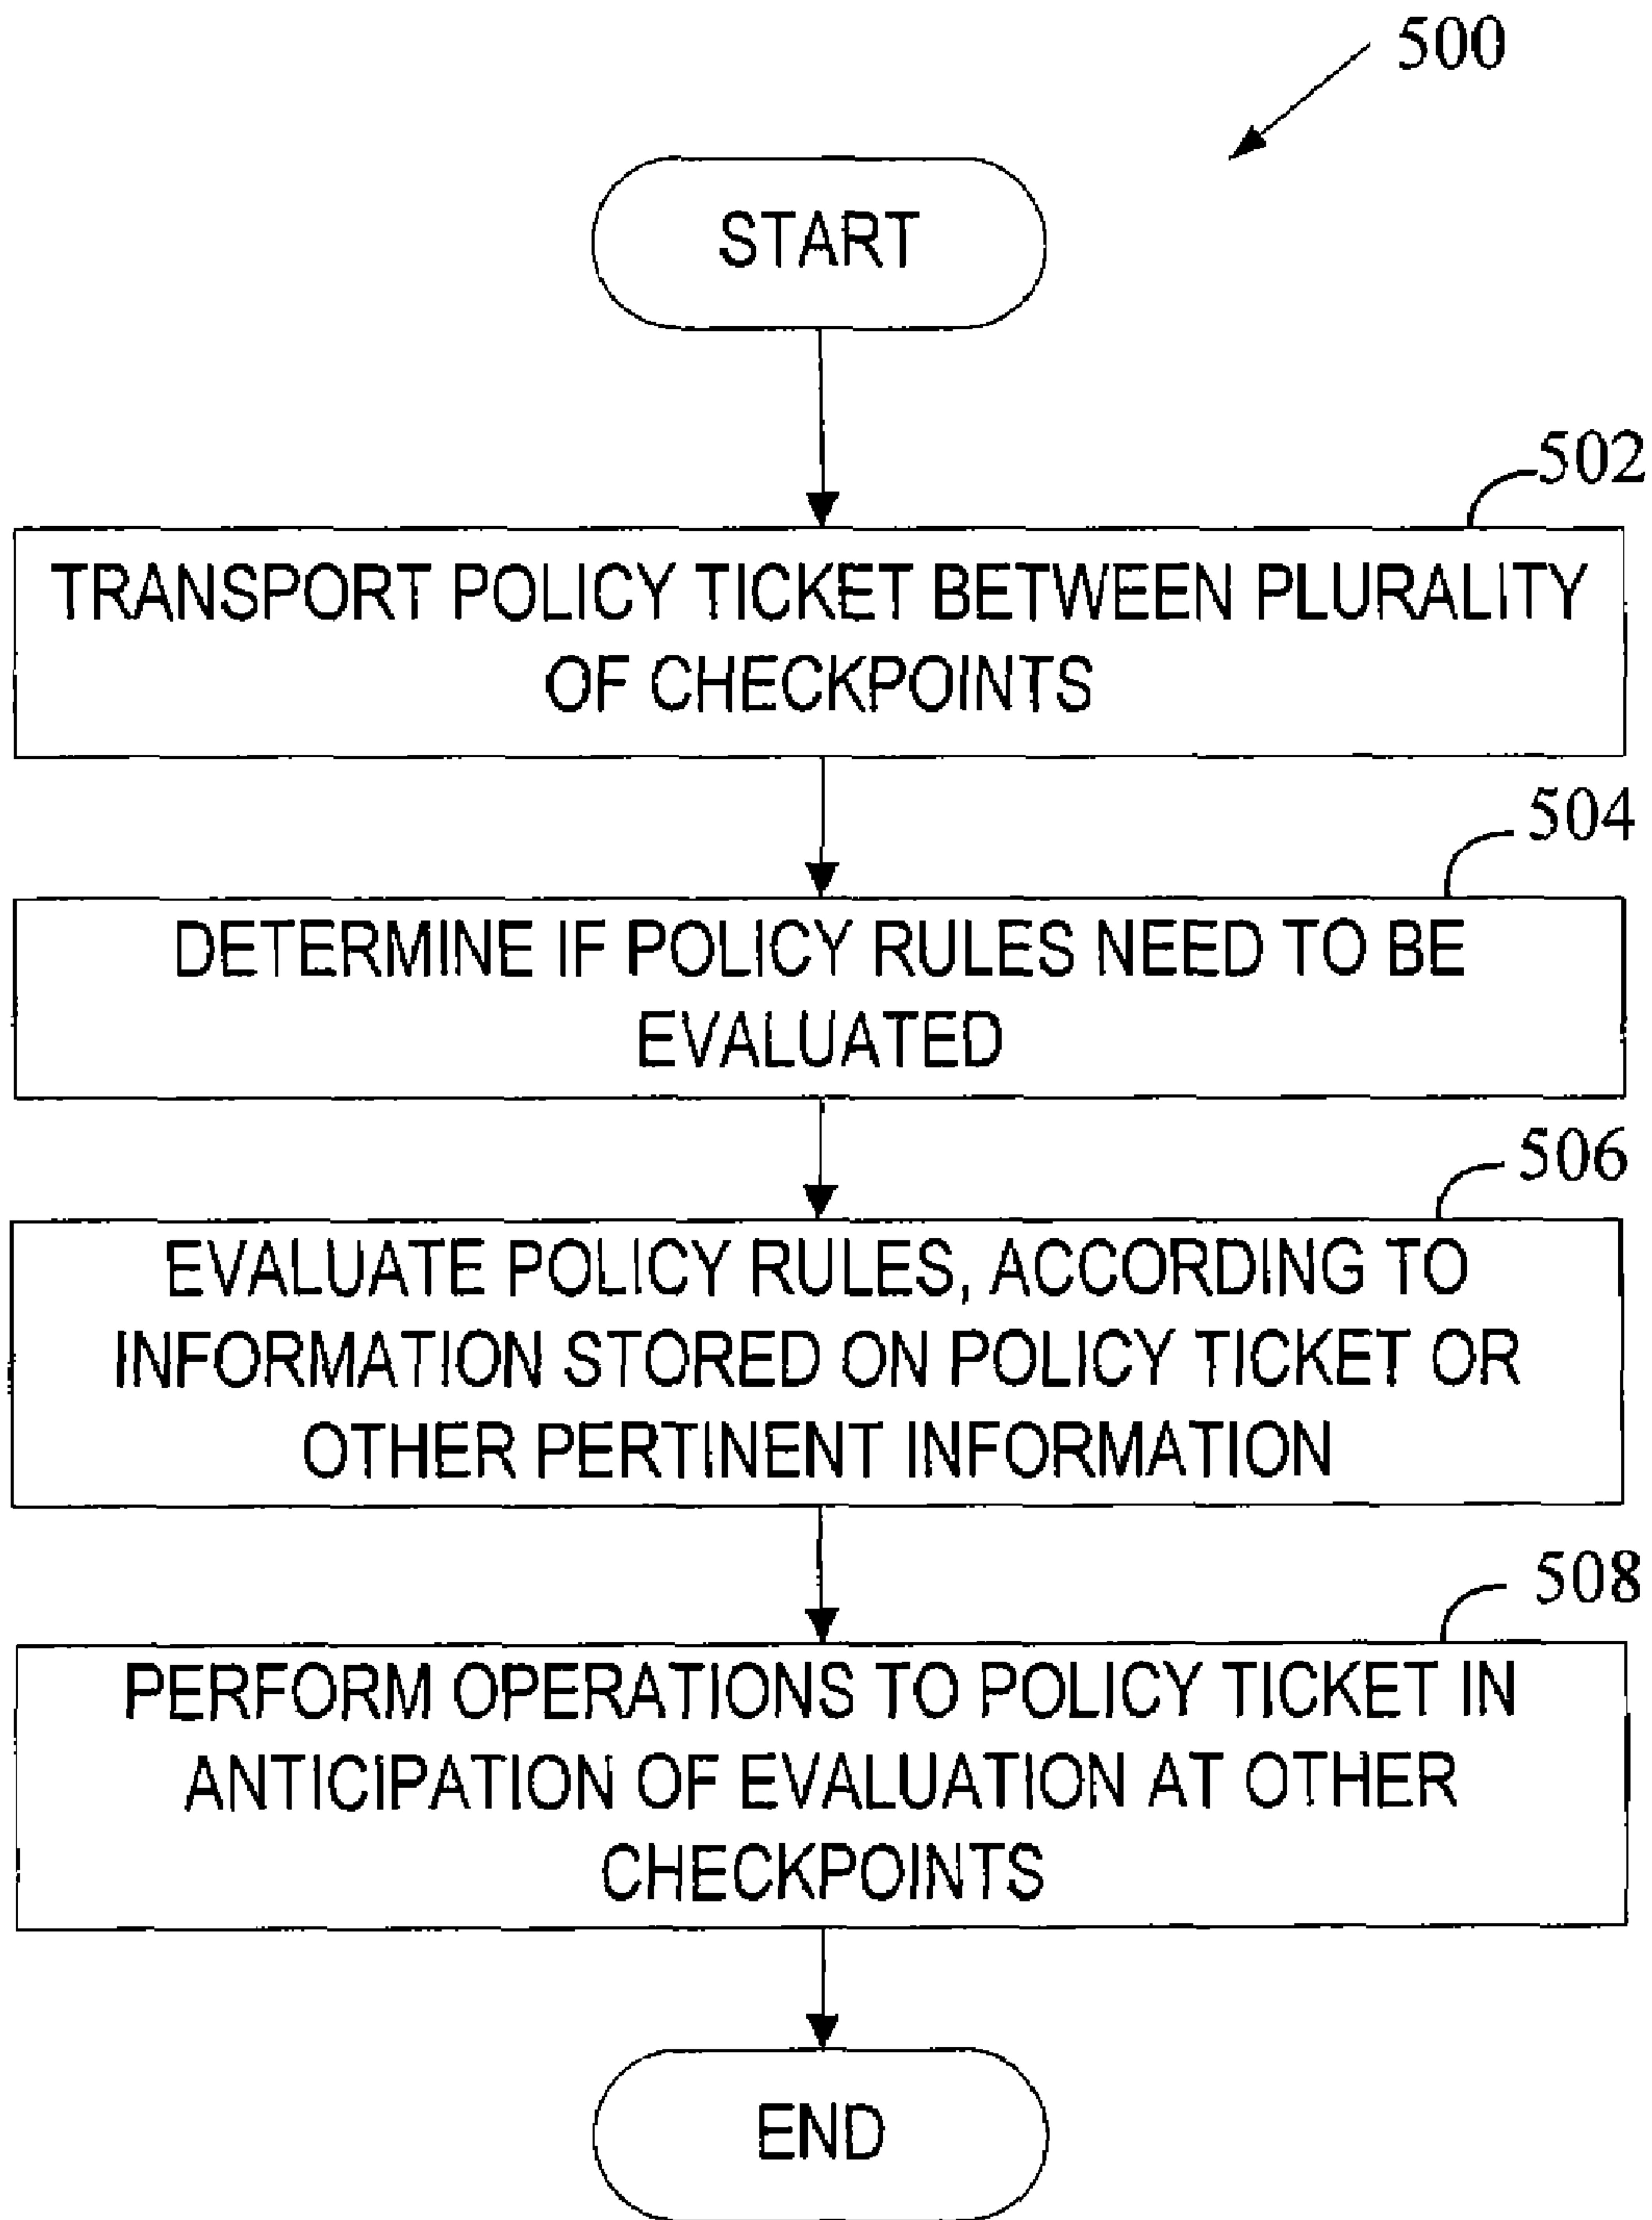 500
START
502
TRANSPORT POLICY TICKET BETWEEN PLURALITY
OF CHECKPOINTS
504
DETERMINE IF POLICY RULES NEED TO BE
EVALUATED
506
EVALUATE POLICY RULES, ACCORDING TO
INFORMATION STORED ON POLICY TICKET OR
OTHER PERTINENT INFORMATION
508
PERFORM OPERATIONS TO POLICY TICKET IN
ANTICIPATION OF EVALUATION AT OTHER
CHECKPOINTS
END